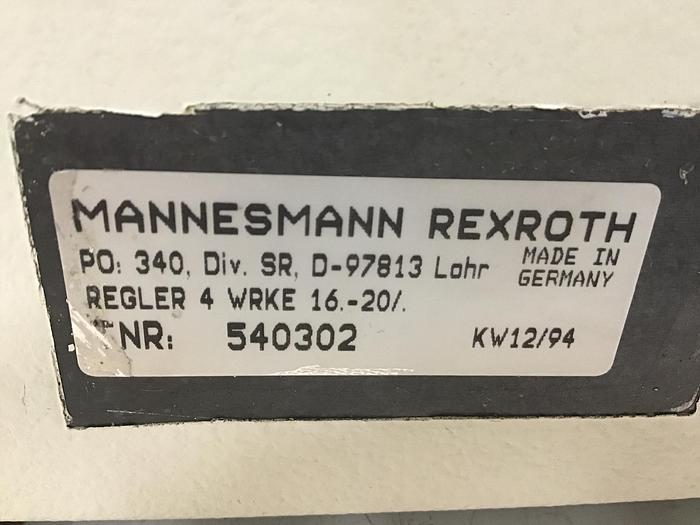 MANNESMANN REXROTH
PO: 340, Div. SR, D-97813 Lohr
MADE IN
GERMANY
REGLER 4 WRKE 16.-20/.
NR: 540302
KW12/94